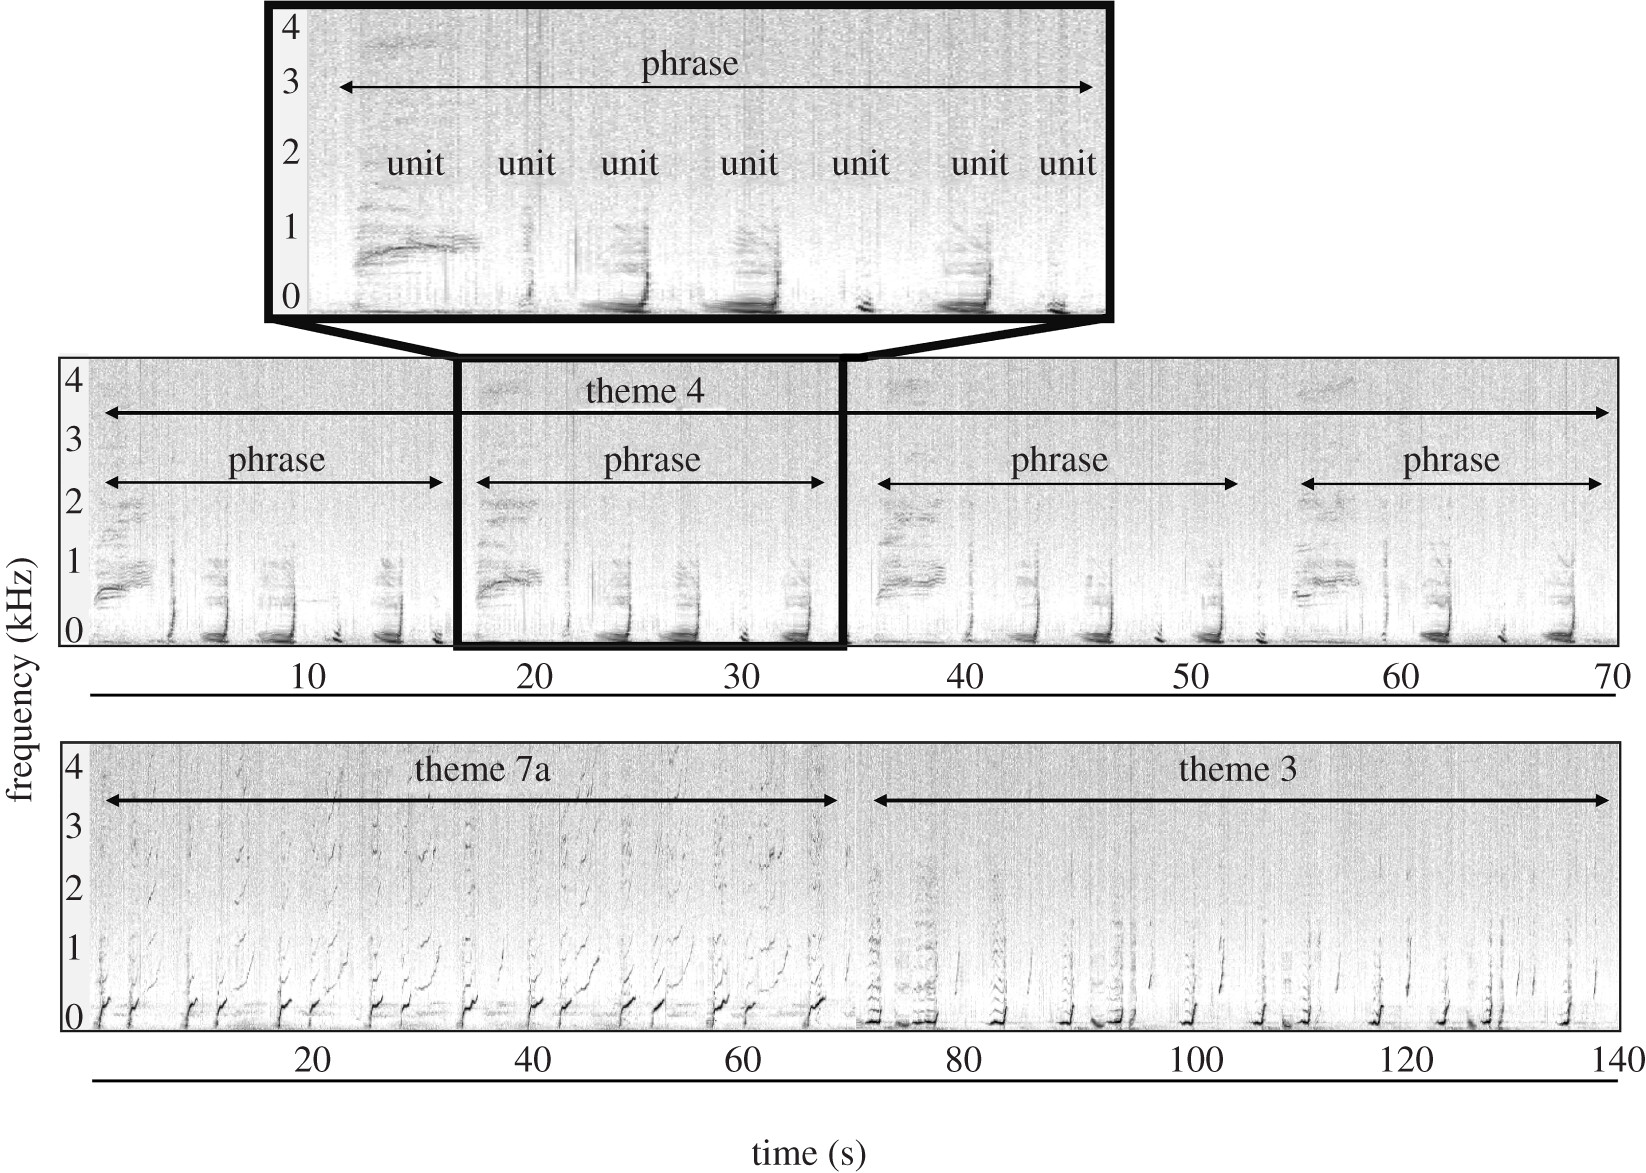 4
phrase
3
2
unit unit unit unit unit unit unit
1
0
4
theme 4
3
phrase phrase phrase phrase
2
1
0
10 20 30 40 50 60 70
frequency (kHz)
4
theme 7a theme 3
3
2
1
0
20 40 60 80 100 120 140
time (s)